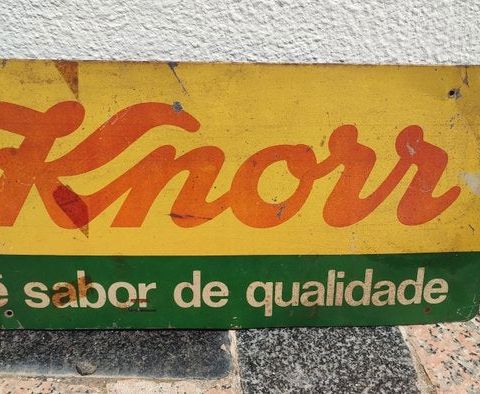 Knorr
é sabor de qualidade